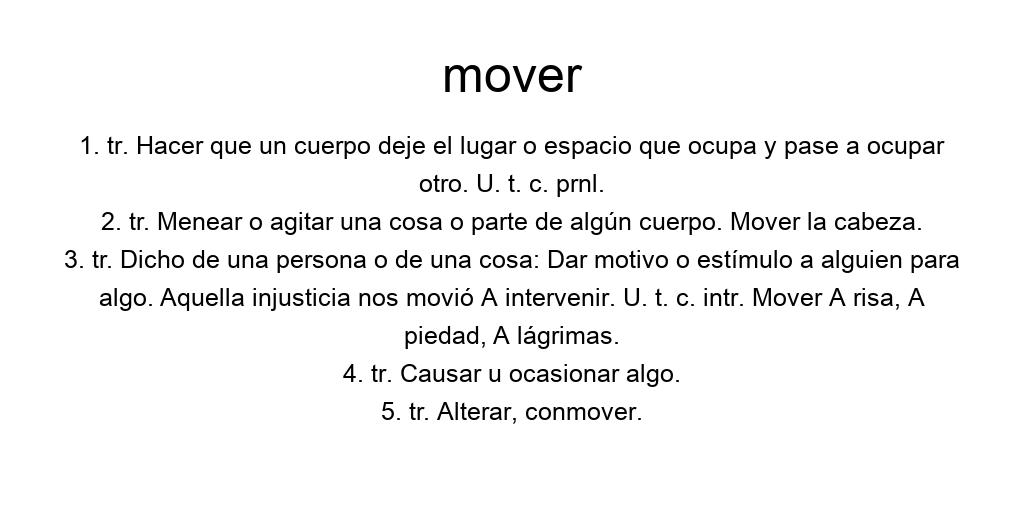 mover
1. tr. Hacer que un cuerpo deje el lugar o espacio que ocupa y pase a ocupar
otro. U. t. c. prnl.
2. tr. Menear o agitar una cosa o parte de algún cuerpo. Mover la cabeza.
3. tr. Dicho de una persona o de una cosa: Dar motivo o estímulo a alguien para
algo. Aquella injusticia nos movió A intervenir. U. t. c. intr. Mover A risa, A
piedad, A lágrimas.
4. tr. Causar u ocasionar algo.
5. tr. Alterar, conmover.